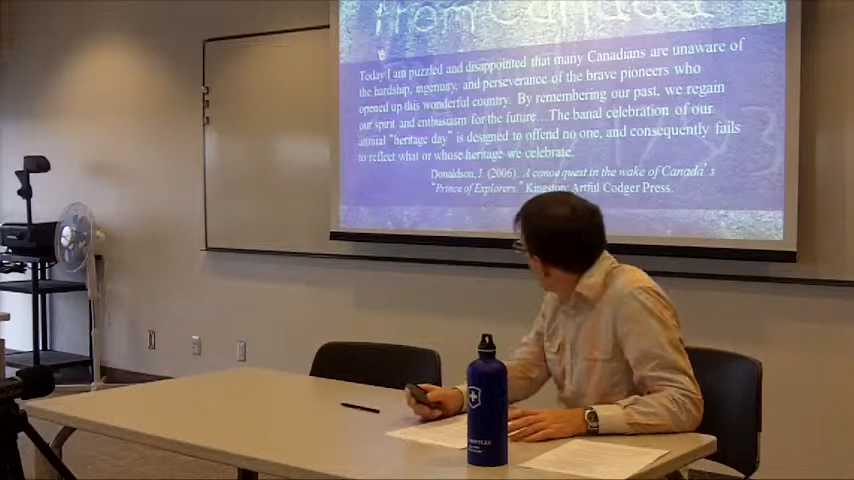 from Canada
Today I am puzzled and disappointed that many Canadians are unaware of
the hardship, ingenuity, and perseverance of the brave pioneers who
opened up this wonderful country. By remembering our past, we regain
our spirit and enthusiasm for the future…The banal celebration of our
annual "heritage day" is designed to offend no one, and consequently fails
to reflect what or whose heritage we celebrate.
Donaldson, J. (2006). A canoe quest in the wake of Canada's
"Prince of Explorers." Kingston: Artful Codger Press.